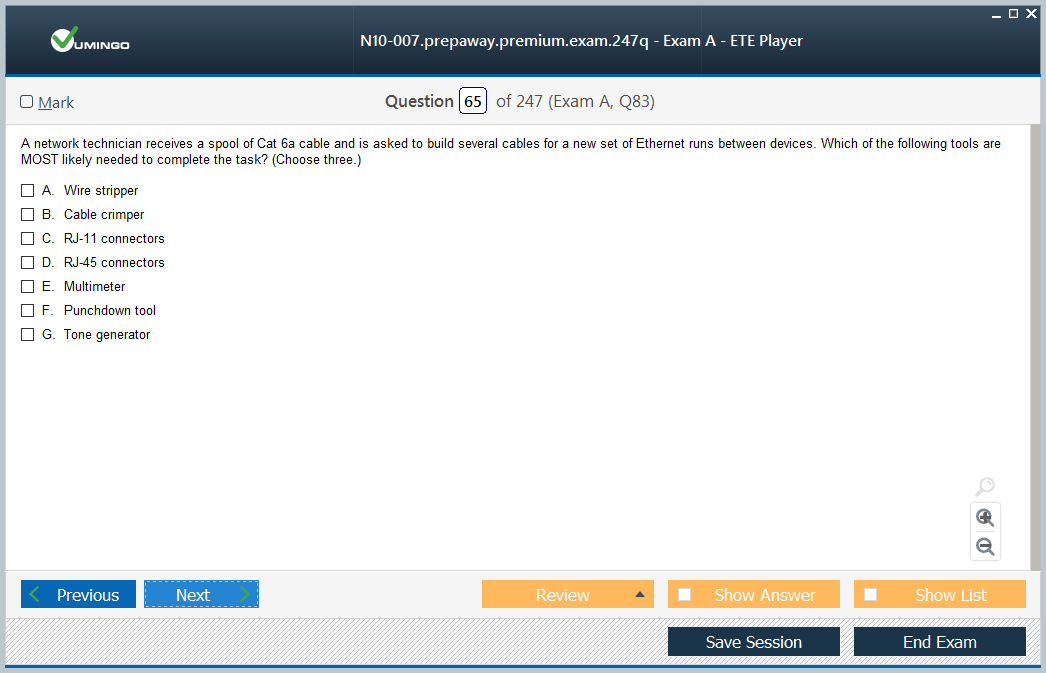 VUMINGO
N10-007.prepaway.premium.exam.247q - Exam A - ETE Player
Mark
Question 65 of 247 (Exam A, Q83)
A network technician receives a spool of Cat 6a cable and is asked to build several cables for a new set of Ethernet runs between devices. Which of the following tools are
MOST likely needed to complete the task? (Choose three.)
A. Wire stripper
B. Cable crimper
C. RJ-11 connectors
D. RJ-45 connectors
E. Multimeter
F. Punchdown tool
G. Tone generator
Previous
Next
Review
Show Answer
Show List
Save Session
End Exam